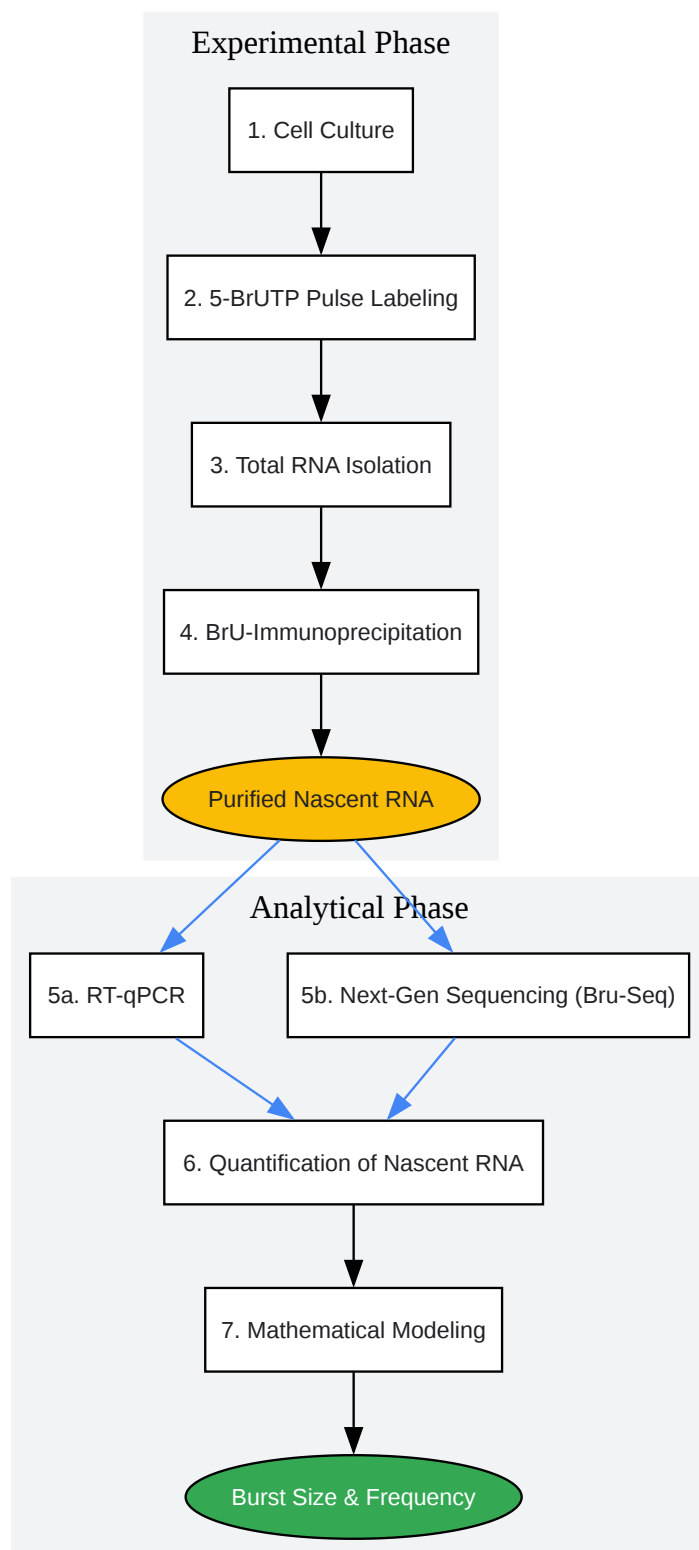 Experimental Phase
1. Cell Culture
2. 5-BrUTP Pulse Labeling
3. Total RNA Isolation
4. BrU-Immunoprecipitation
Purified Nascent RNA
Analytical Phase
5a. RT-qPCR
5b. Next-Gen Sequencing (Bru-Seq)
6. Quantification of Nascent RNA
7. Mathematical Modeling
Burst Size & Frequency